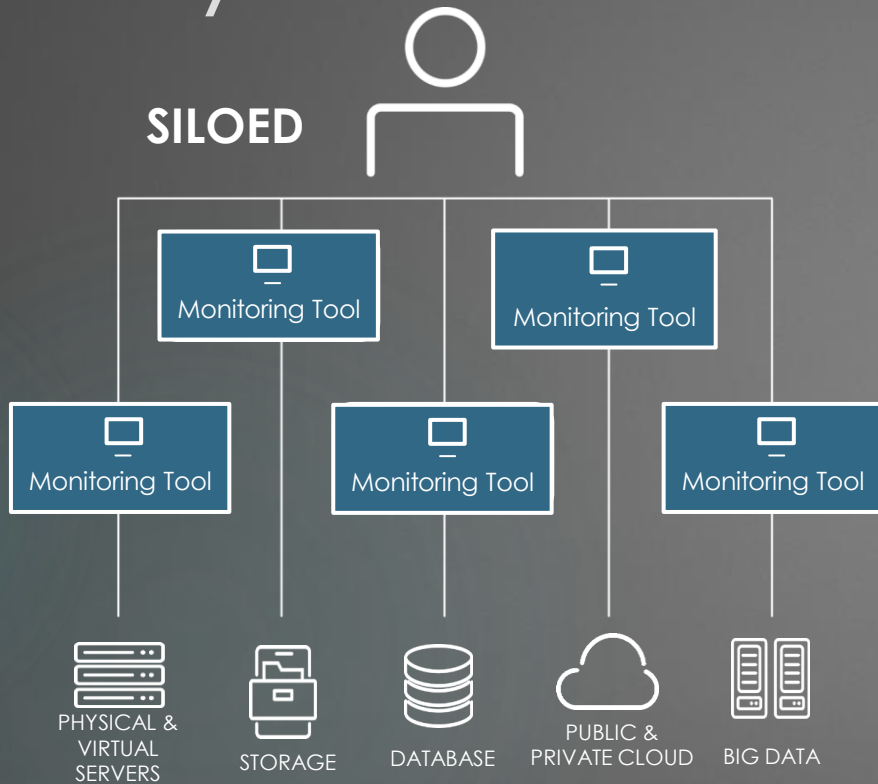 SILOED
Monitoring Tool
Monitoring Tool
Monitoring Tool
Monitoring Tool
Monitoring Tool
PHYSICAL &
VIRTUAL
SERVERS
STORAGE
DATABASE
PUBLIC &
PRIVATE CLOUD
BIG DATA